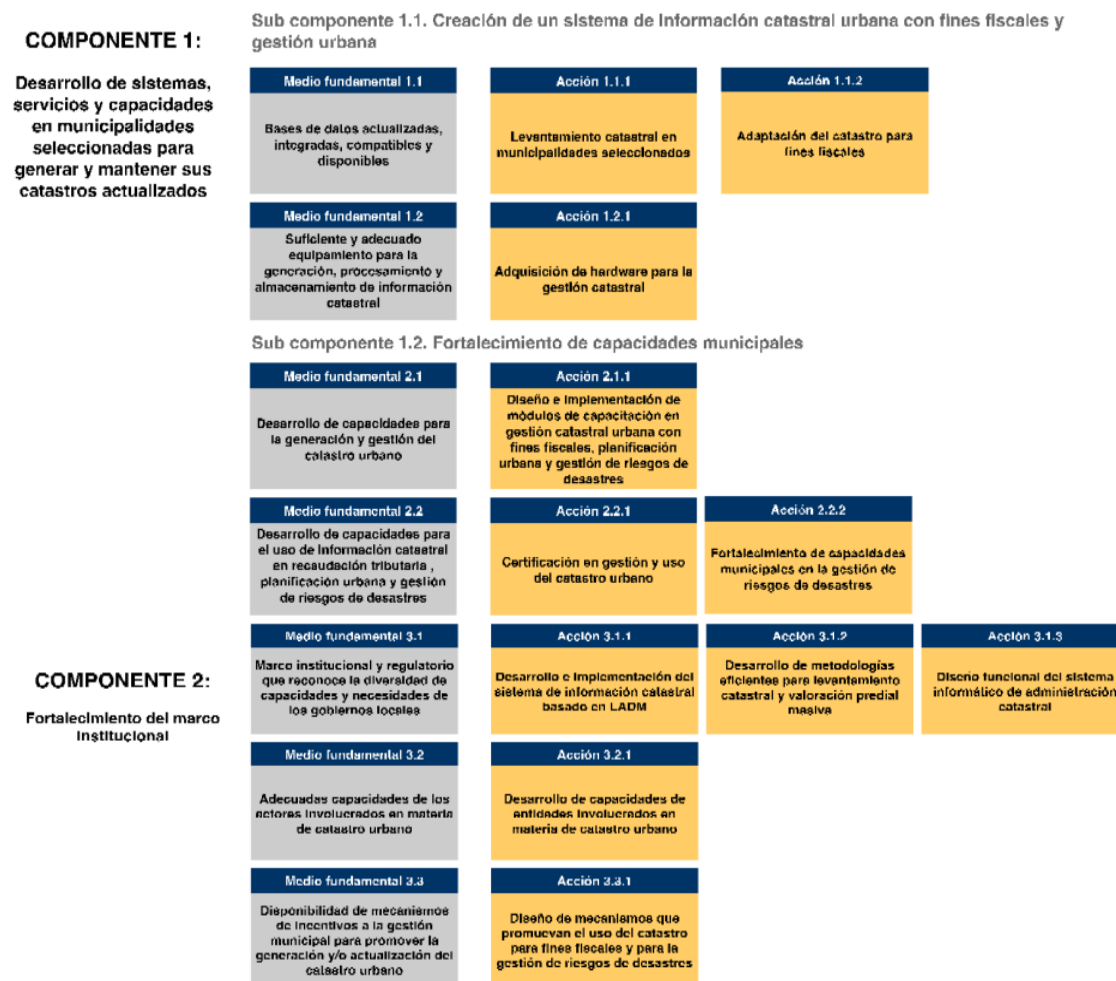 Sub componente 1.1. Creación de un sistema de información catastral urbana con fines fiscales y
gestión urbana
COMPONENTE 1:
Desarrollo de sistemas,
servicios y capacidades
en municipalidades
seleccionadas para
generar y mantener sus
catastros actualizados
Medio fundamental 1.1
Bases de datos actualizadas,
integradas, compatibles y
disponibles
Acción 1.1.1
Levantamiento catastral en
municipalidades seleccionados
Acción 1.1.2
Adaptación del catastro para
fines fiscales
Medio fundamental 1.2
Suficiente y adecuado
equipamiento para la
generación, procesamiento y
almacenamiento de información
catastral
Acción 1.2.1
Adquisición de hardware para la
gestión catastral
Sub componente 1.2. Fortalecimiento de capacidades municipales
Medio fundamental 2.1
Desarrollo de capacidades para
la generación y gestión del
catastro urbano
Acción 2.1.1
Diseño e implementación de
módulos de capacitación en
gestión catastral urbana con
fines fiscales, planificación
urbana y gestión de riesgos de
desastres
Medio fundamental 2.2
Desarrollo de capacidades para
el uso de información catastral
en recaudación tributaria ,
planificación urbana y gestión
de riesgos de desastres
Acción 2.2.1
Certificación en gestión y uso
del catastro urbano
Acción 2.2.2
Fortalecimiento de capacidades
municipales en la gestión de
riesgos de desastres
COMPONENTE 2:
Fortalecimiento del marco
institucional
Medio fundamental 3.1
Marco institucional y regulatorio
que reconoce la diversidad de
capacidades y necesidades de
los gobiernos locales
Acción 3.1.1
Desarrollo e implementación del
sistema de información catastral
basado en LADM
Acción 3.1.2
Desarrollo de metodologías
eficientes para levantamiento
catastral y valoración predial
masiva
Acción 3.1.3
Diseño funcional del sistema
informático de administración
catastral
Medio fundamental 3.2
Adecuadas capacidades de los
actores involucrados en materia
de catastro urbano
Acción 3.2.1
Desarrollo de capacidades de
entidades involucrados en
materia de catastro urbano
Medio fundamental 3.3
Disponibilidad de mecanismos
de incentivos a la gestión
municipal para promover la
generación y/o actualización del
catastro urbano
Acción 3.3.1
Diseño de mecanismos que
promuevan el uso del catastro
para fines fiscales y para la
gestión de riesgos de desastres